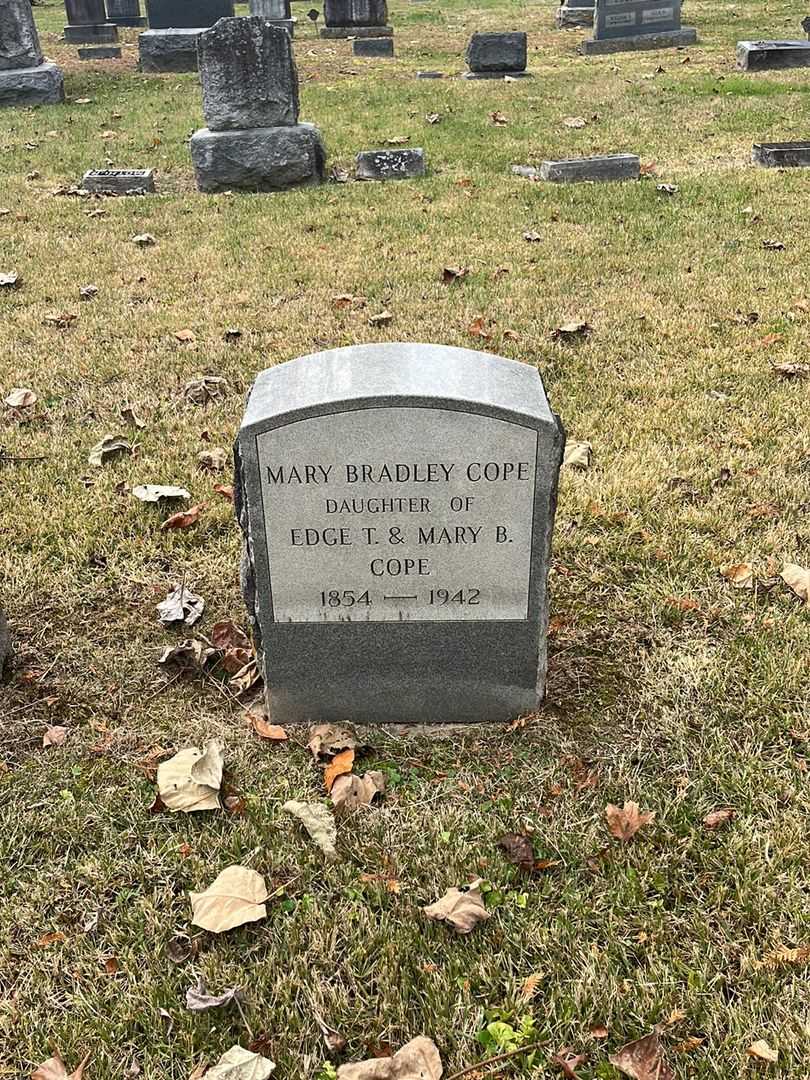 MARY BRADLEY COPE
DAUGHTER OF
EDGE T. & MARY B.
COPE
1854 — 1942